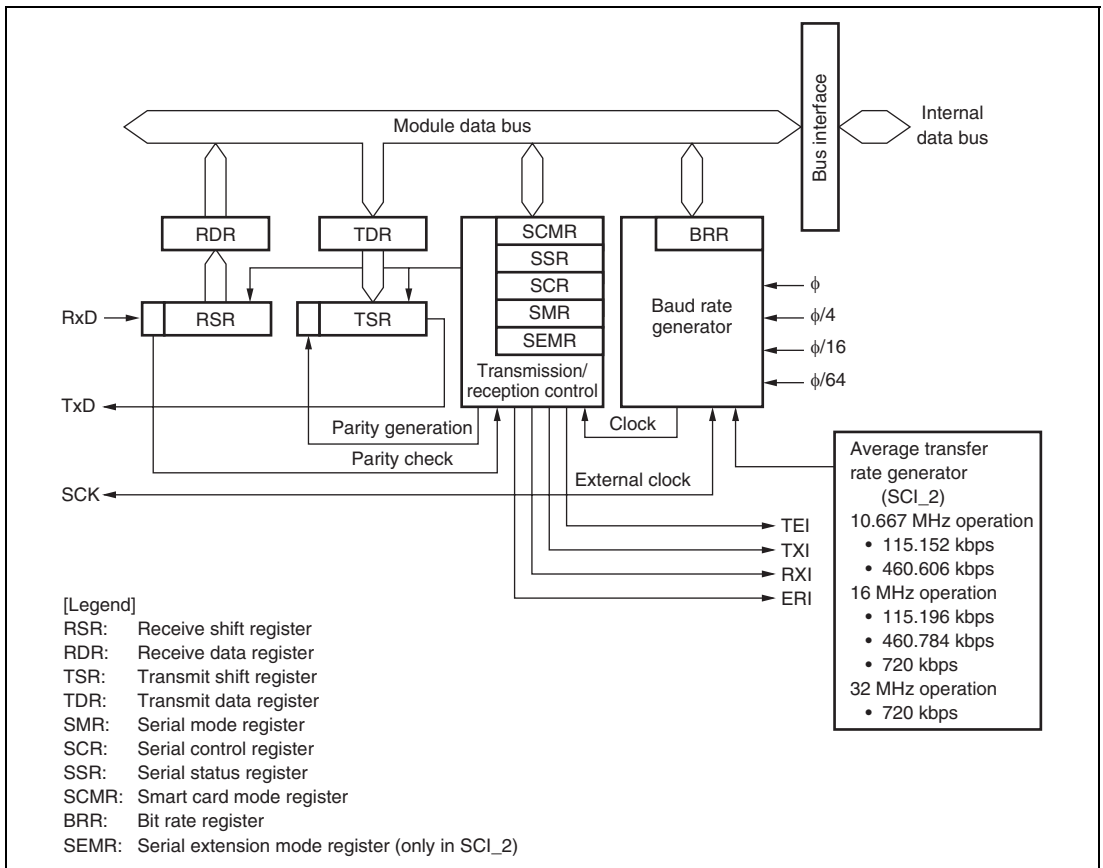 Module data bus
Bus interface
Internal
data bus
RDR
TDR
SCMR
SSR
SCR
SMR
SEMR
Transmission/
reception control
BRR
Baud rate
generator
ϕ
ϕ/4
ϕ/16
ϕ/64
RxD
RSR
TSR
TxD
Parity generation
Parity check
Clock
External clock
SCK
TEI
TXI
RXI
ERI
Average transfer
rate generator
(SCI_2)
10.667 MHz operation
• 115.152 kbps
• 460.606 kbps
16 MHz operation
• 115.196 kbps
• 460.784 kbps
• 720 kbps
32 MHz operation
• 720 kbps
[Legend]
RSR: Receive shift register
RDR: Receive data register
TSR: Transmit shift register
TDR: Transmit data register
SMR: Serial mode register
SCR: Serial control register
SSR: Serial status register
SCMR: Smart card mode register
BRR: Bit rate register
SEMR: Serial extension mode register (only in SCI_2)